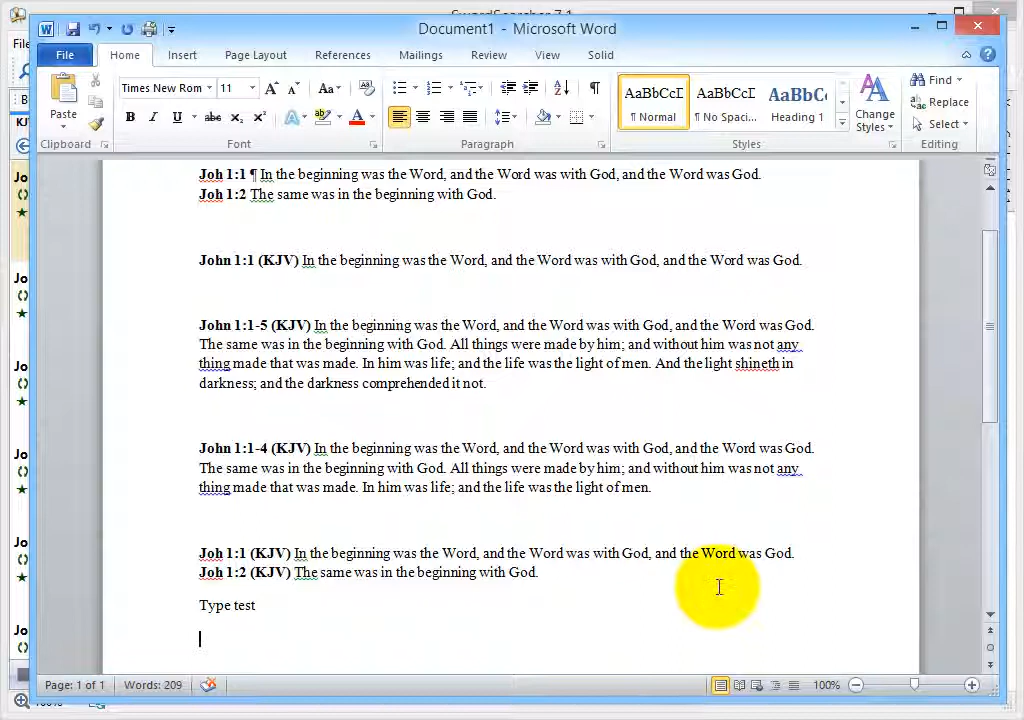 SwordSearcher 7.1
Document1 - Microsoft Word
File
File Home Insert Page Layout References Mailings Review View Solid
Paste
Times New Rom 11
Aa
B I U abc x₂ x² A A
AaBbCcD AaBbCcD AaBbCc
¶ Normal ¶ No Spaci... Heading 1
Change
Styles
Find
Replace
Select
Clipboard Font Paragraph Styles Editing
Joh 1:1 ¶ In the beginning was the Word, and the Word was with God, and the Word was God.
Joh 1:2 The same was in the beginning with God.
John 1:1 (KJV) In the beginning was the Word, and the Word was with God, and the Word was God.
John 1:1-5 (KJV) In the beginning was the Word, and the Word was with God, and the Word was God.
The same was in the beginning with God. All things were made by him; and without him was not any
thing made that was made. In him was life; and the life was the light of men. And the light shineth in
darkness; and the darkness comprehended it not.
John 1:1-4 (KJV) In the beginning was the Word, and the Word was with God, and the Word was God.
The same was in the beginning with God. All things were made by him; and without him was not any
thing made that was made. In him was life; and the life was the light of men.
Joh 1:1 (KJV) In the beginning was the Word, and the Word was with God, and the Word was God.
Joh 1:2 (KJV) The same was in the beginning with God.
Type test
Page: 1 of 1 Words: 209 100%